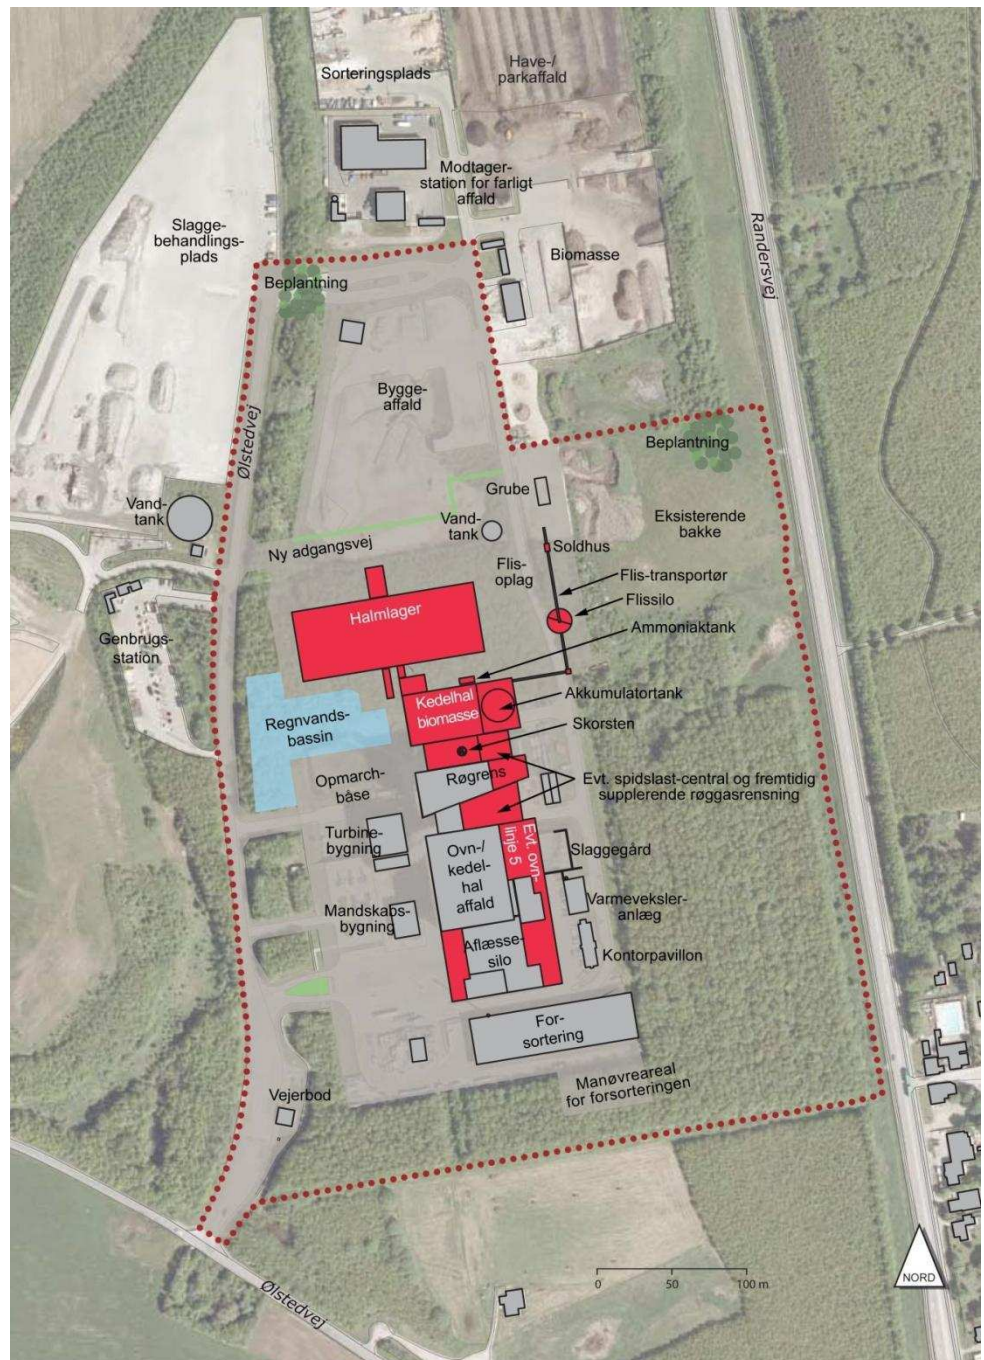 Sorteringsplads
Have-/
parkaffald
Modtager-
station for farligt
affald
Slagge-
behandlings-
plads
Biomasse
Randersvej
Beplantning
Bygge-
affald
Ølstedvej
Beplantning
Grube
Vand-
tank
Vand-
tank
Eksisterende
bakke
Ny adgangsvej
Soldhus
Flis-
oplag
Flis-transportør
Flissilo
Halmlager
Ammoniaktank
Genbrugs-
station
Kedelhal
biomasse
Akkumulatortank
Regnvands-
bassin
Skorsten
Opmarch-
båse
Røgrens
Evt. spidslast-central og fremtidig
supplerende røggasrensning
Turbine-
bygning
Evt. ovn-
linje 5
Slaggegård
Ovn-/
kedel-
hal
affald
Varmeveksler-
anlæg
Mandskabs-
bygning
Aflæsse-
silo
Kontorpavillon
For-
sortering
Manøvreareal
for forsorteringen
Vejerbod
NORD
0 50 100 m
Ølstedvej